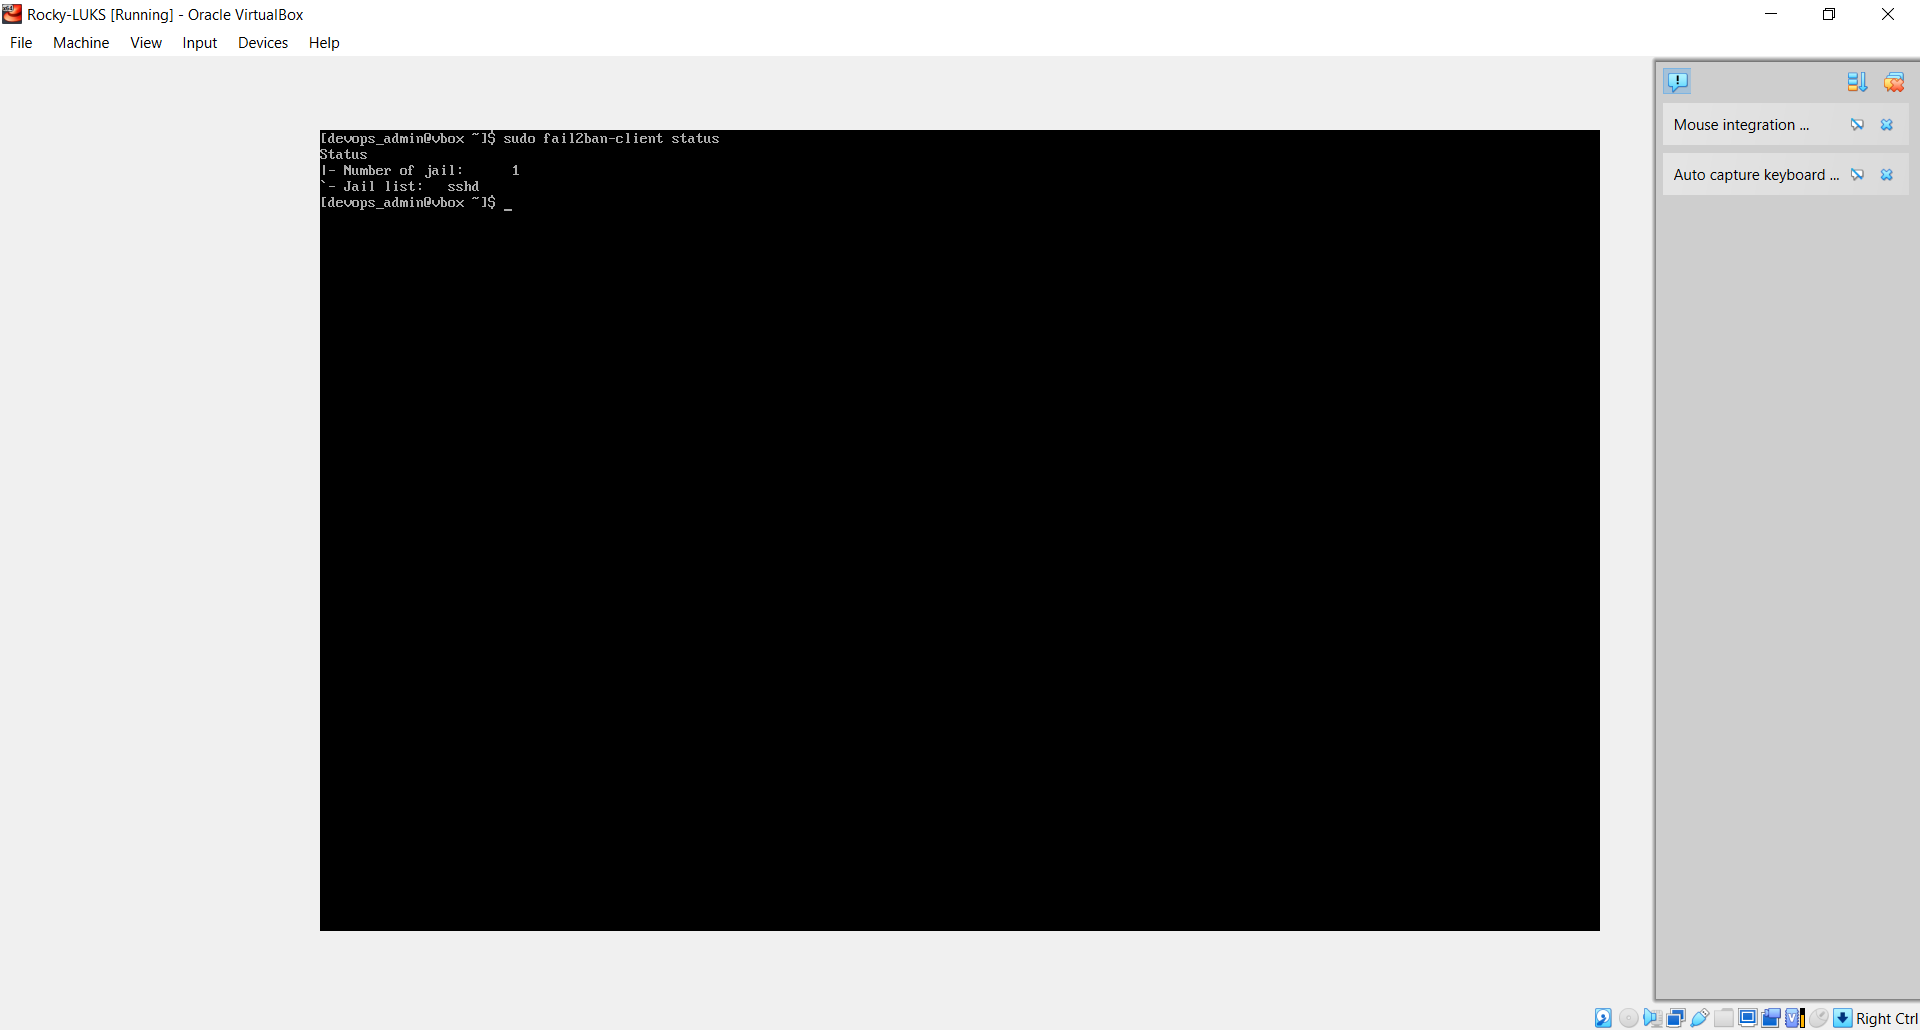 Rocky-LUKS [Running] - Oracle VirtualBox
File Machine View Input Devices Help
[devops_admin@vbox ~]$ sudo fail2ban-client status
Status
|- Number of jail:      1
`- Jail list:   sshd
[devops_admin@vbox ~]$ _
Mouse integration ...
Auto capture keyboard ...
Right Ctrl